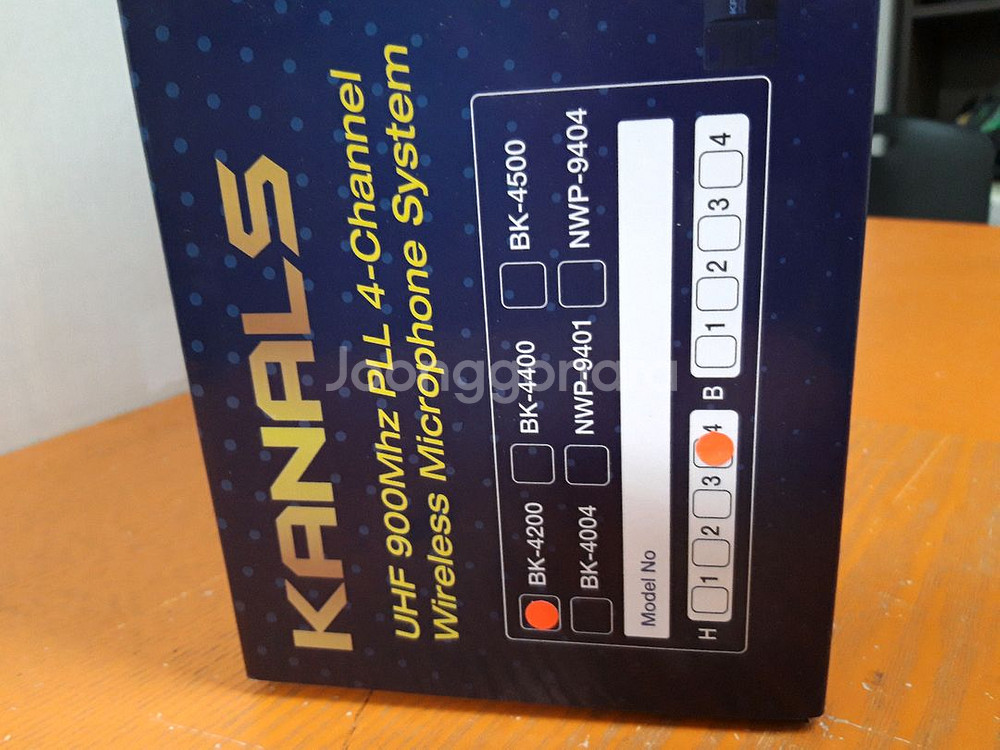 KANALS
UHF 900Mhz PLL 4-Channel
Wireless Microphone System
BK-4200 BK-4400 BK-4500
BK-4004 NWP-9401 NWP-9404
Model No
H 1 2 3 4 B 1 2 3 4
Joonggonara